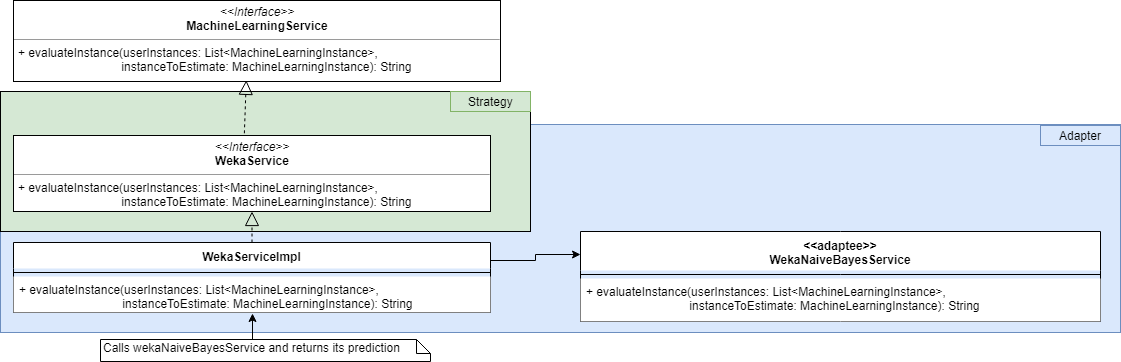 <<Interface>>
MachineLearningService
+ evaluateInstance(userInstances: List<MachineLearningInstance>,
instanceToEstimate: MachineLearningInstance): String
Strategy
Adapter
<<Interface>>
WekaService
+ evaluateInstance(userInstances: List<MachineLearningInstance>,
instanceToEstimate: MachineLearningInstance): String
WekaServiceImpl
+ evaluateInstance(userInstances: List<MachineLearningInstance>,
instanceToEstimate: MachineLearningInstance): String
<<adaptee>>
WekaNaiveBayesService
+ evaluateInstance(userInstances: List<MachineLearningInstance>,
instanceToEstimate: MachineLearningInstance): String
Calls wekaNaiveBayesService and returns its prediction